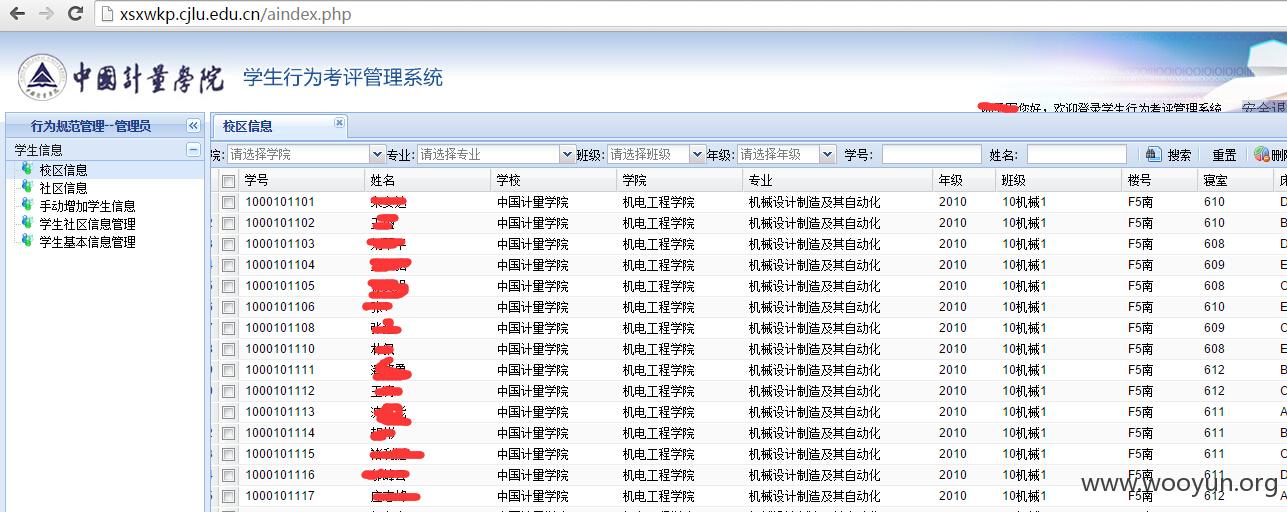 xsxwkp.cjlu.edu.cn/aindex.php
中國計量學院 学生行为考评管理系统
你好，欢迎登录学生行为考评管理系统 安全退
行为规范管理--管理员 校区信息
学生信息
校区信息
社区信息
手动增加学生信息
学生社区信息管理
学生基本信息管理
院: 请选择学院 专业: 请选择专业 班级: 请选择班级 年级: 请选择年级 学号: 姓名: 搜索 重置 删除
学号 姓名 学校 学院 专业 年级 班级 楼号 寝室 床
1000101101 中国计量学院 机电工程学院 机械设计制造及其自动化 2010 10机械1 F5南 610 D
1000101102 中国计量学院 机电工程学院 机械设计制造及其自动化 2010 10机械1 F5南 610 B
1000101103 中国计量学院 机电工程学院 机械设计制造及其自动化 2010 10机械1 F5南 608 D
1000101104 中国计量学院 机电工程学院 机械设计制造及其自动化 2010 10机械1 F5南 609 E
1000101105 中国计量学院 机电工程学院 机械设计制造及其自动化 2010 10机械1 F5南 608 C
1000101106 中国计量学院 机电工程学院 机械设计制造及其自动化 2010 10机械1 F5南 610 E
1000101108 中国计量学院 机电工程学院 机械设计制造及其自动化 2010 10机械1 F5南 609 C
1000101110 中国计量学院 机电工程学院 机械设计制造及其自动化 2010 10机械1 F5南 608 E
1000101111 中国计量学院 机电工程学院 机械设计制造及其自动化 2010 10机械1 F5南 612 B
1000101112 中国计量学院 机电工程学院 机械设计制造及其自动化 2010 10机械1 F5南 612 C
1000101113 中国计量学院 机电工程学院 机械设计制造及其自动化 2010 10机械1 F5南 611 A
1000101114 中国计量学院 机电工程学院 机械设计制造及其自动化 2010 10机械1 F5南 611 B
1000101115 中国计量学院 机电工程学院 机械设计制造及其自动化 2010 10机械1 F5南 611 C
1000101116 中国计量学院 机电工程学院 机械设计制造及其自动化 2010 10机械1 F5南 611 D
1000101117 中国计量学院 机电工程学院 机械设计制造及其自动化 2010 10机械1 F5南 612 A
www.wooyun.org